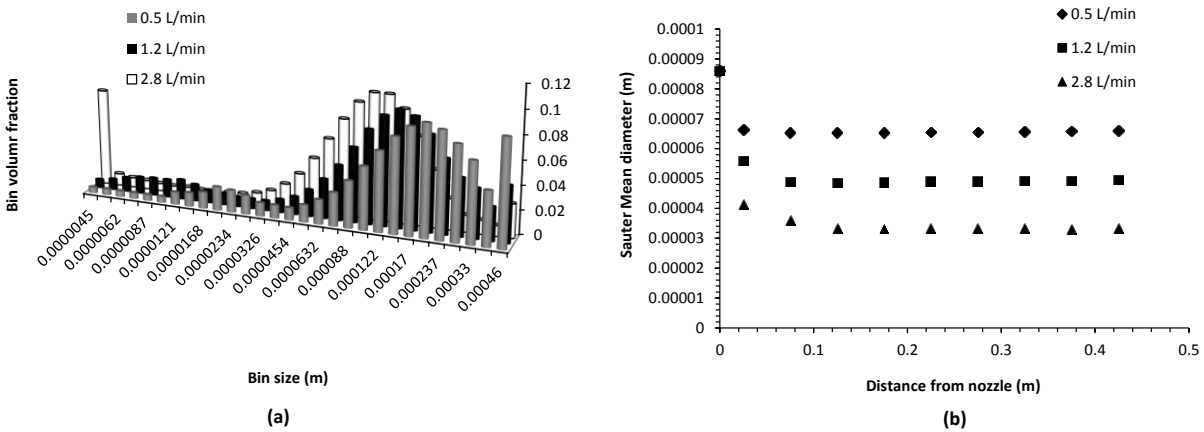 0.5 L/min
1.2 L/min
2.8 L/min
Bin volumr fraction
0.12
0.1
0.08
0.06
0.04
0.02
0
0.0000045
0.0000062
0.0000087
0.0000121
0.0000168
0.0000234
0.0000326
0.0000454
0.0000632
0.000088
0.000122
0.00017
0.000237
0.00033
0.00046
Bin size (m)
(a)
0.5 L/min
1.2 L/min
2.8 L/min
Sauter Mean diameter (m)
0.0001
0.00009
0.00008
0.00007
0.00006
0.00005
0.00004
0.00003
0.00002
0.00001
0
0 0.1 0.2 0.3 0.4 0.5
Distance from nozzle (m)
(b)